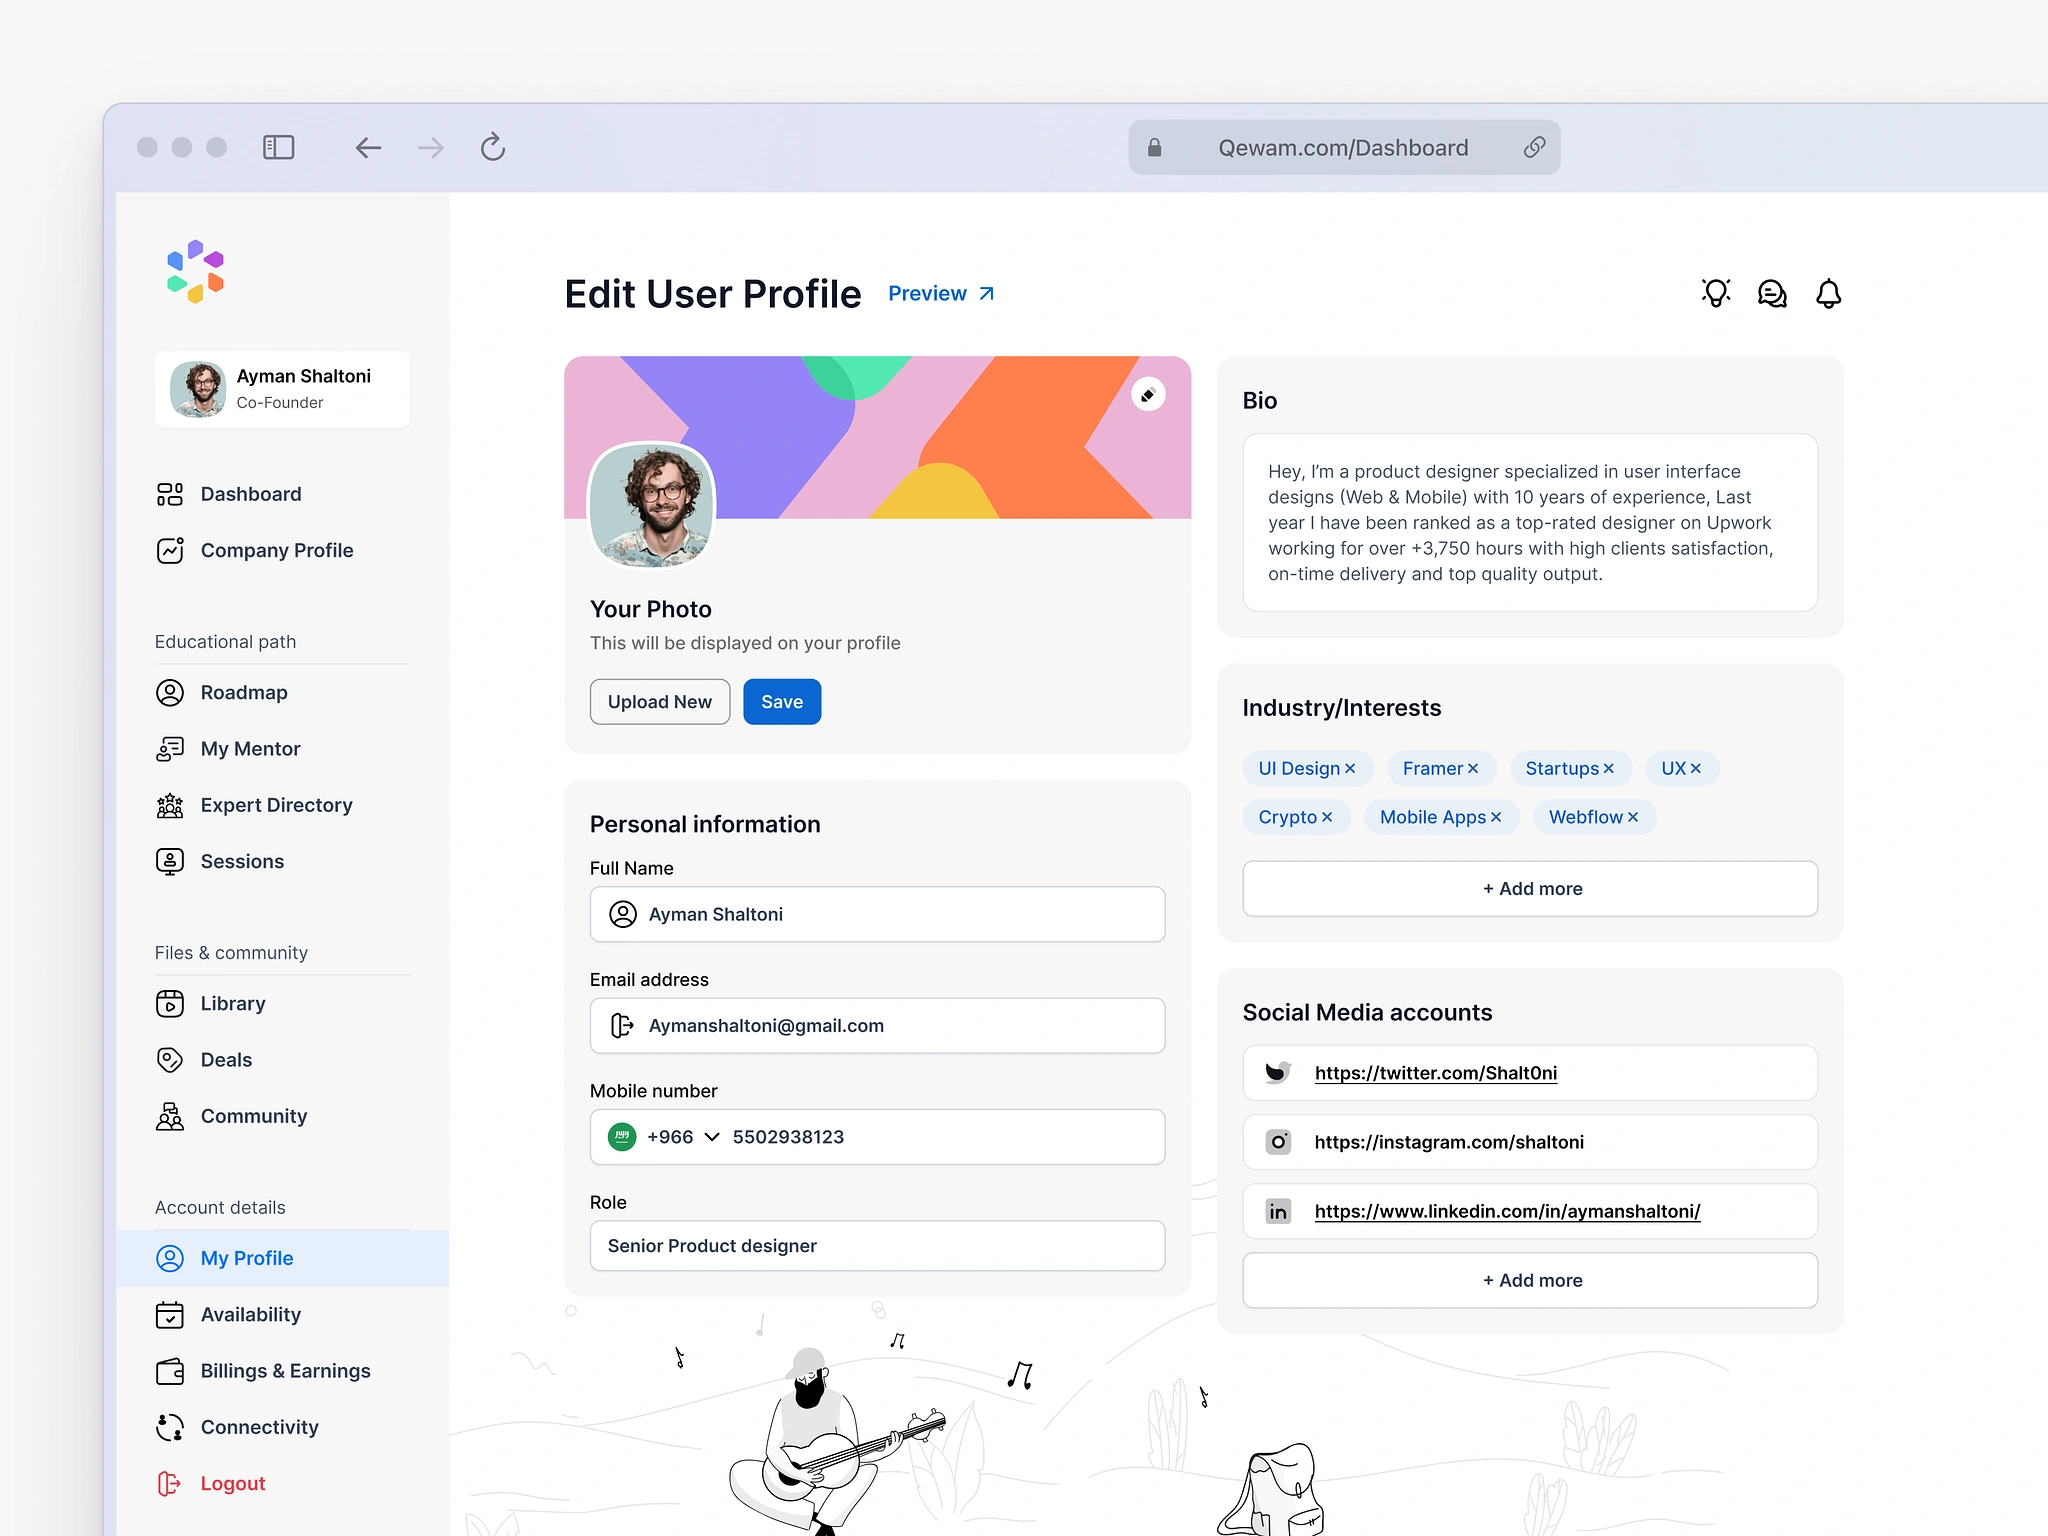 Qewam.com/Dashboard
Ayman Shaltoni
Co-Founder
Dashboard
Company Profile
Educational path
Roadmap
My Mentor
Expert Directory
Sessions
Files & community
Library
Deals
Community
Account details
My Profile
Availability
Billings & Earnings
Connectivity
Logout
Edit User Profile
Preview
Your Photo
This will be displayed on your profile
Upload New
Save
Personal information
Full Name
Ayman Shaltoni
Email address
Aymanshaltoni@gmail.com
Mobile number
+966 5502938123
Role
Senior Product designer
Bio
Hey, I’m a product designer specialized in user interface
designs (Web & Mobile) with 10 years of experience, Last
year I have been ranked as a top-rated designer on Upwork
working for over +3,750 hours with high clients satisfaction,
on-time delivery and top quality output.
Industry/Interests
UI Design × Framer × Startups × UX ×
Crypto × Mobile Apps × Webflow ×
+ Add more
Social Media accounts
https://twitter.com/Shalt0ni
https://instagram.com/shaltoni
in https://www.linkedin.com/in/aymanshaltoni/
+ Add more